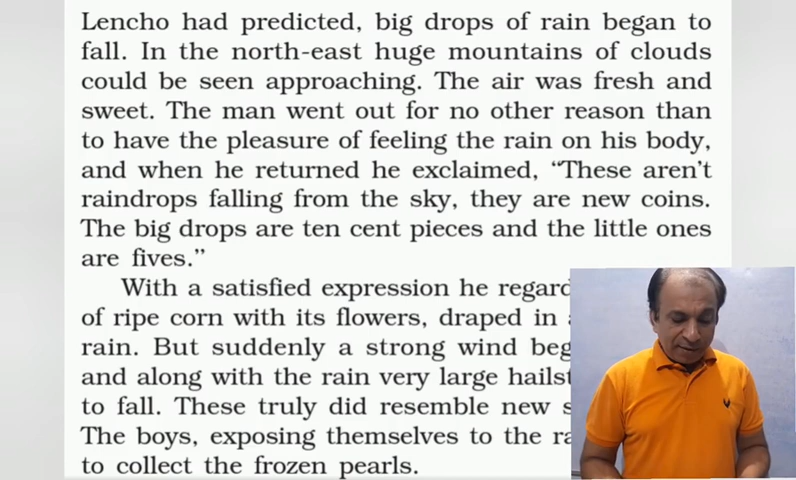 Lencho had predicted, big drops of rain began to
fall. In the north-east huge mountains of clouds
could be seen approaching. The air was fresh and
sweet. The man went out for no other reason than
to have the pleasure of feeling the rain on his body,
and when he returned he exclaimed, “These aren’t
raindrops falling from the sky, they are new coins.
The big drops are ten cent pieces and the little ones
are fives.”
With a satisfied expression he regard
of ripe corn with its flowers, draped in
rain. But suddenly a strong wind beg
and along with the rain very large hailst
to fall. These truly did resemble new s
The boys, exposing themselves to the ra
to collect the frozen pearls.